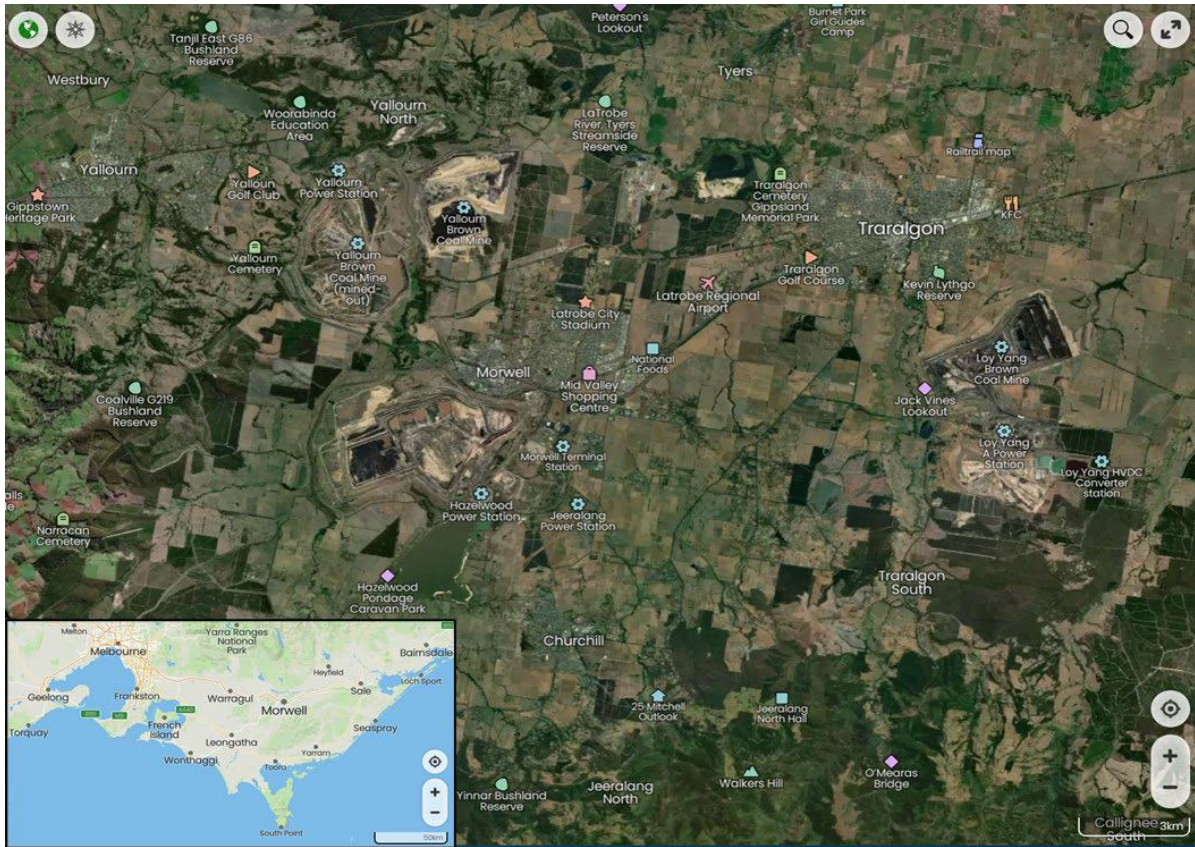 Peterson's
Lookout
Burnet Park
Girl Guides
Camp
Tanjil East G86
Bushland
Reserve
Westbury
Tyers
Woorabinda
Education
Area
Yallourn
North
LaTrobe
River, Tyers
Streamside
Reserve
Railtrail map
Yallourn
Yalloun
Golf Club
Yallourn
Power Station
Traralgon
Cemetery
Gippsland
Memorial Park
Gippstown
Heritage Park
KFC
Yallourn
Brown
Coal Mine
Traralgon
Yallourn
Cemetery
Yallourn
Brown
Coal Mine
(mined-
out)
Traralgon
Golf Course
Kevin Lythgo
Reserve
Latrobe Regional
Airport
Latrobe City
Stadium
National
Foods
Loy Yang
Brown
Coal Mine
Morwell
Mid Valley
Shopping
Centre
Coalville G219
Bushland
Reserve
Jack Vines
Lookout
Morwell Terminal
Station
Loy Yang
A Power
Station
Loy Yang HVDC
Converter
station
Hazelwood
Power Station
Jeeralang
Power Station
Narracan
Cemetery
Hazelwood
Pondage
Caravan Park
Traralgon
South
Churchill
25 Mitchell
Outlook
Jeeralang
North Hall
Yinnar Bushland
Reserve
Jeeralang
North
Walkers Hill
O'Mearas
Bridge
Callignee
South
3km
Melton
Melbourne
Yarra Ranges
National
Park
Bairnsdale
Heyfield
Loch Sport
Geelong
Frankston
Warragul
Sale
Morwell
B110
M11
A440
Torquay
French
Island
Seaspray
Leongatha
Wonthaggi
Yarram
Toora
South Point
50km